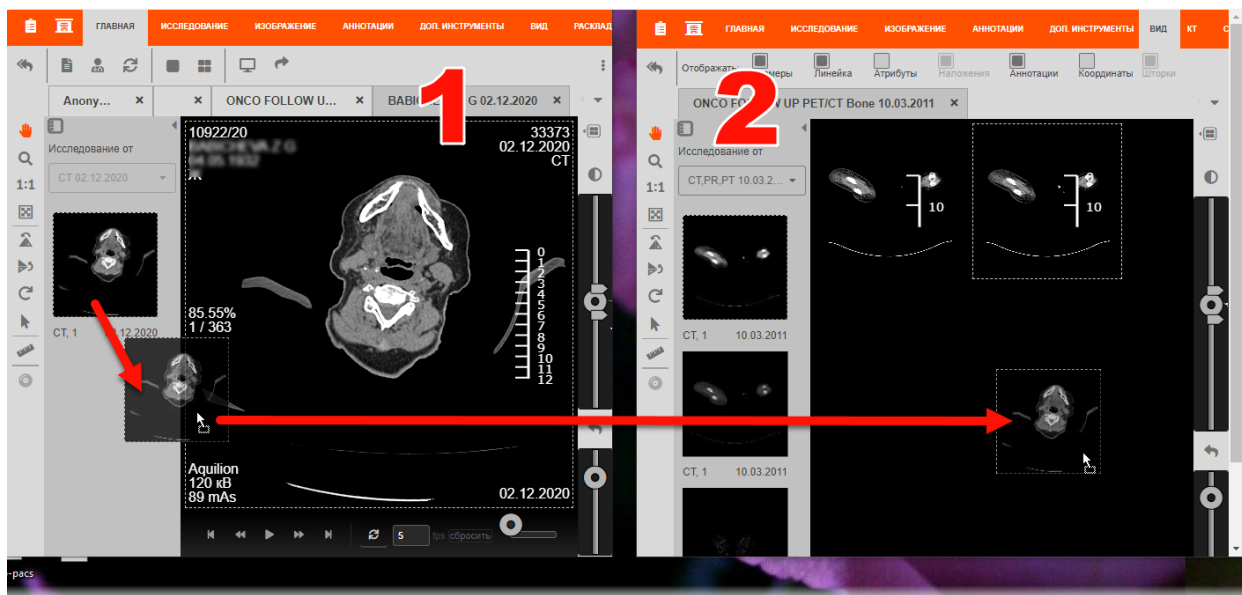 ГЛАВНАЯ ИССЛЕДОВАНИЕ ИЗОБРАЖЕНИЕ АННОТАЦИИ ДОП. ИНСТРУМЕНТЫ ВИД РАСКЛАД
1
Anony... × × ONCO FOLLOW U... × G 02.12.2020 ×
Исследование от
CT 02.12.2020
1:1
CT, 1 12.2020
10922/20
Ж
33373
02.12.2020
CT
0
1
2
3
4
5
6
7
8
9
10
11
12
85.55%
1 / 363
Aquilion
120 кВ
89 mAs
02.12.2020
5 fps сбросить
-pacs
ГЛАВНАЯ ИССЛЕДОВАНИЕ ИЗОБРАЖЕНИЕ АННОТАЦИИ ДОП. ИНСТРУМЕНТЫ ВИД КТ С
2
Линейка Атрибуты Наложения Аннотации Координаты Шторки
UP PET/CT Bone 10.03.2011 ×
Исследование от
CT,PR,PT 10.03.2...
1:1
CT, 1 10.03.2011
CT, 1 10.03.2011
10
10